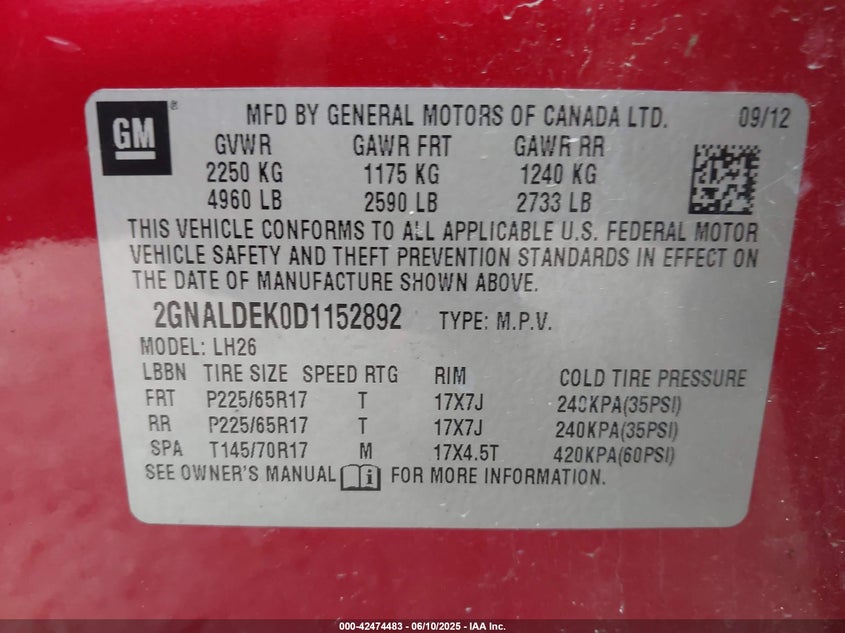 GM® MFD BY GENERAL MOTORS OF CANADA LTD. 09/12
GVWR GAWR FRT GAWR RR
2250 KG 1175 KG 1240 KG
4960 LB 2590 LB 2733 LB
THIS VEHICLE CONFORMS TO ALL APPLICABLE U.S. FEDERAL MOTOR
VEHICLE SAFETY AND THEFT PREVENTION STANDARDS IN EFFECT ON
THE DATE OF MANUFACTURE SHOWN ABOVE.
2GNALDEK0D1152892 TYPE: M.P.V.
MODEL: LH26
LBBN TIRE SIZE SPEED RTG RIM COLD TIRE PRESSURE
FRT P225/65R17 T 17X7J 240KPA(35PSI)
RR P225/65R17 T 17X7J 240KPA(35PSI)
SPA T145/70R17 M 17X4.5T 420KPA(60PSI)
SEE OWNER'S MANUAL i FOR MORE INFORMATION.
000-42474483 - 06/10/2025 - IAA Inc.